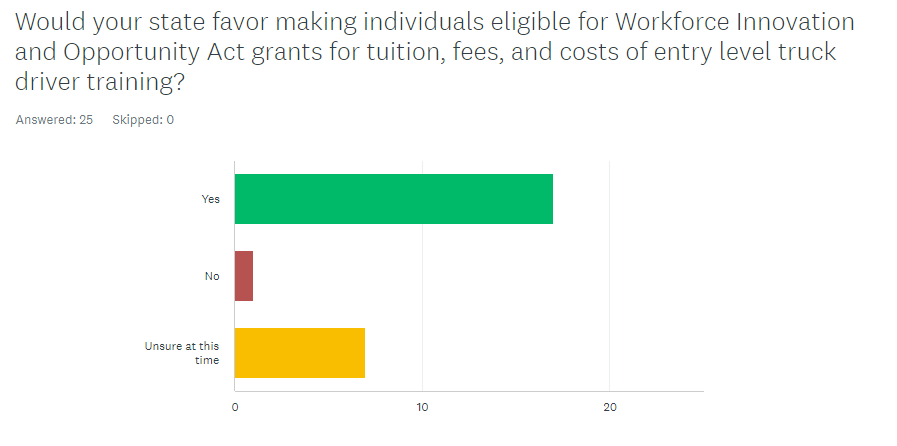 Would your state favor making individuals eligible for Workforce Innovation
and Opportunity Act grants for tuition, fees, and costs of entry level truck
driver training?
Answered: 25 Skipped: 0
Yes
No
Unsure at this
time
0 10 20